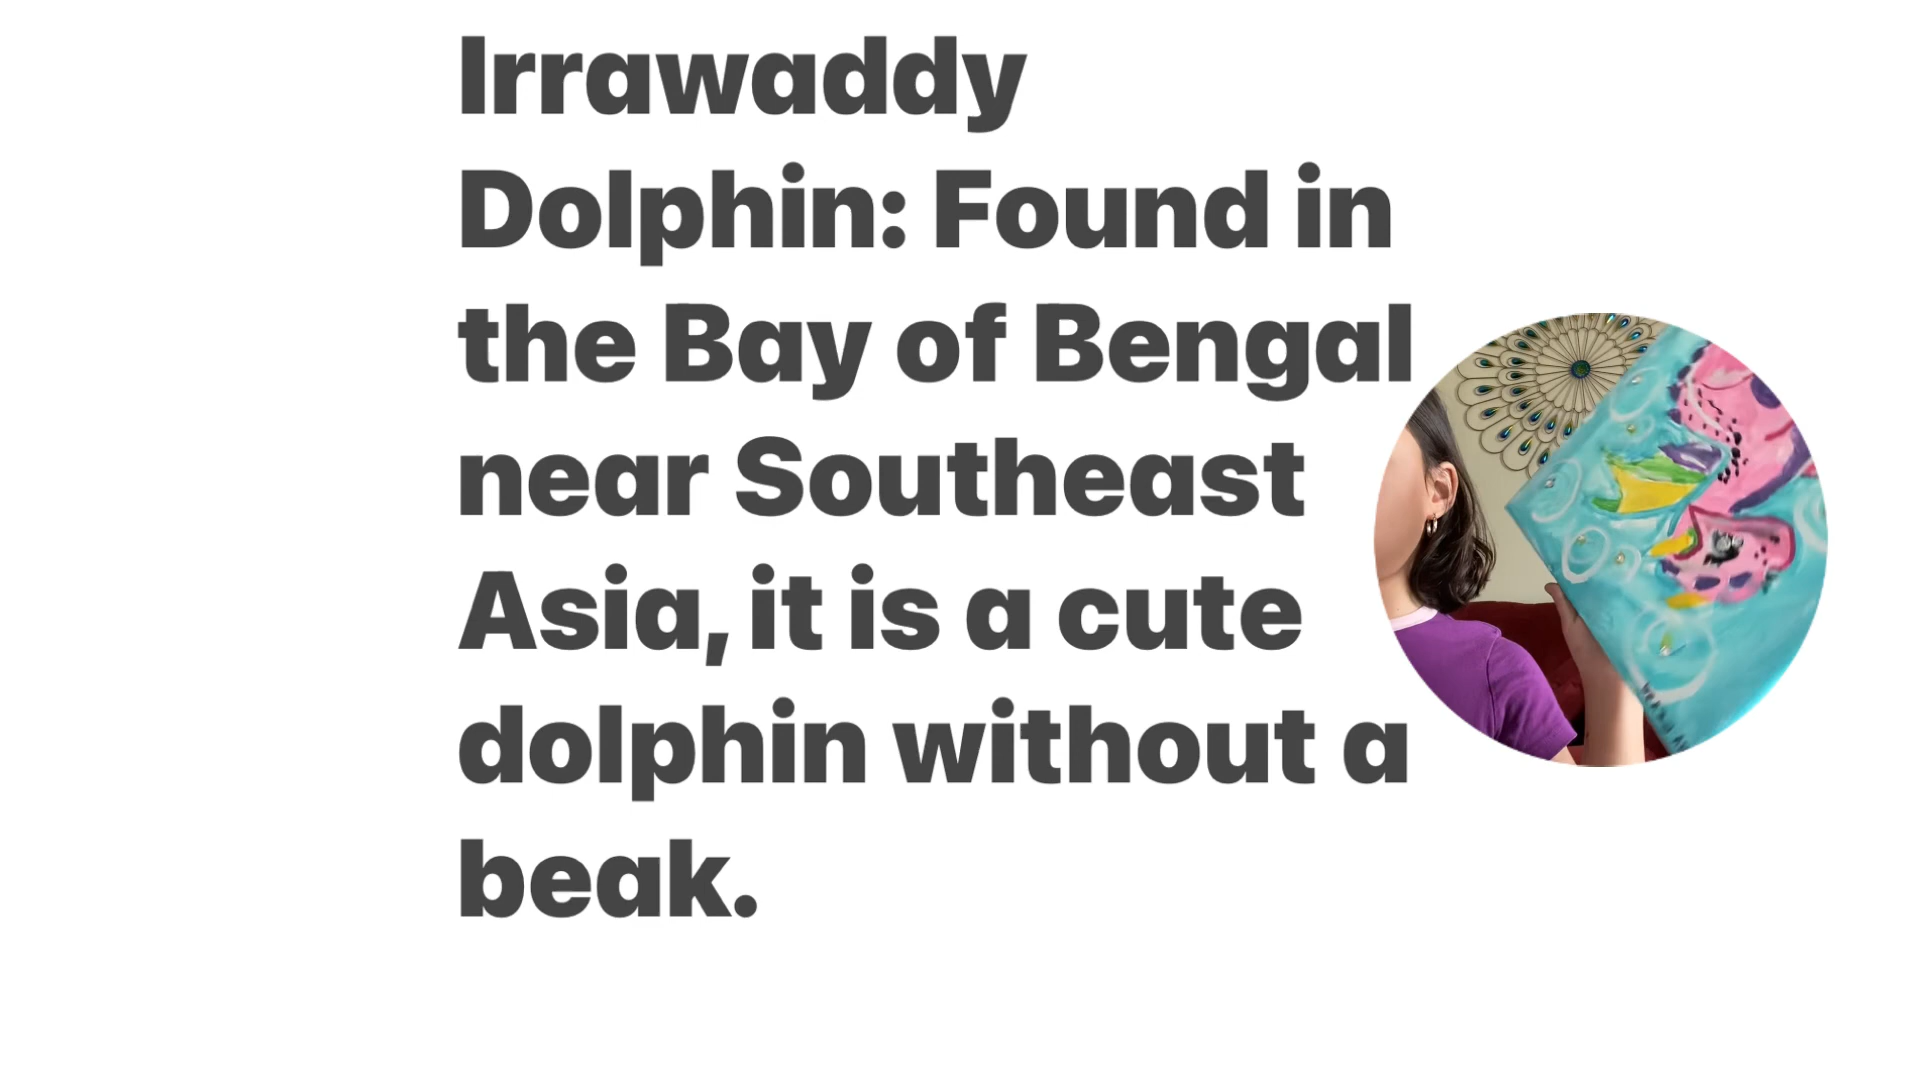 Irrawaddy
Dolphin: Found in
the Bay of Bengal
near Southeast
Asia, it is a cute
dolphin without a
beak.